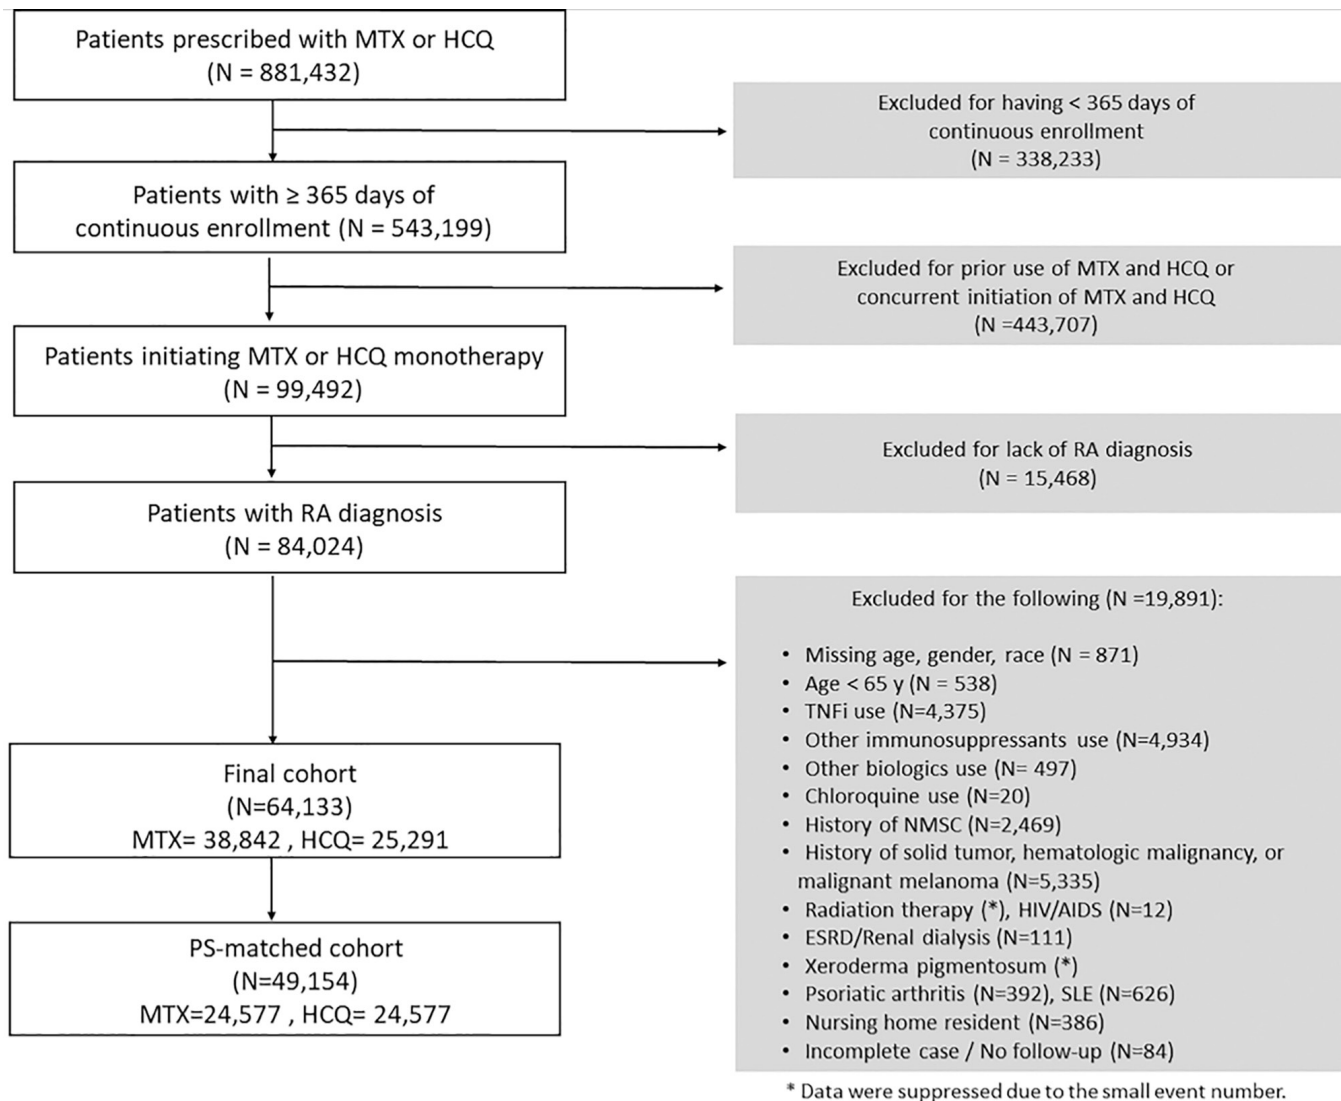 Patients prescribed with MTX or HCQ
(N = 881,432)
Excluded for having < 365 days of
continuous enrollment
(N = 338,233)
Patients with ≥ 365 days of
continuous enrollment (N = 543,199)
Excluded for prior use of MTX and HCQ or
concurrent initiation of MTX and HCQ
(N =443,707)
Patients initiating MTX or HCQ monotherapy
(N = 99,492)
Excluded for lack of RA diagnosis
(N = 15,468)
Patients with RA diagnosis
(N = 84,024)
Excluded for the following (N =19,891):
• Missing age, gender, race (N = 871)
• Age < 65 y (N = 538)
• TNFi use (N=4,375)
• Other immunosuppressants use (N=4,934)
• Other biologics use (N= 497)
• Chloroquine use (N=20)
• History of NMSC (N=2,469)
• History of solid tumor, hematologic malignancy, or
malignant melanoma (N=5,335)
• Radiation therapy (*), HIV/AIDS (N=12)
• ESRD/Renal dialysis (N=111)
• Xeroderma pigmentosum (*)
• Psoriatic arthritis (N=392), SLE (N=626)
• Nursing home resident (N=386)
• Incomplete case / No follow-up (N=84)
* Data were suppressed due to the small event number.
Final cohort
(N=64,133)
MTX= 38,842 , HCQ= 25,291
PS-matched cohort
(N=49,154)
MTX=24,577 , HCQ= 24,577